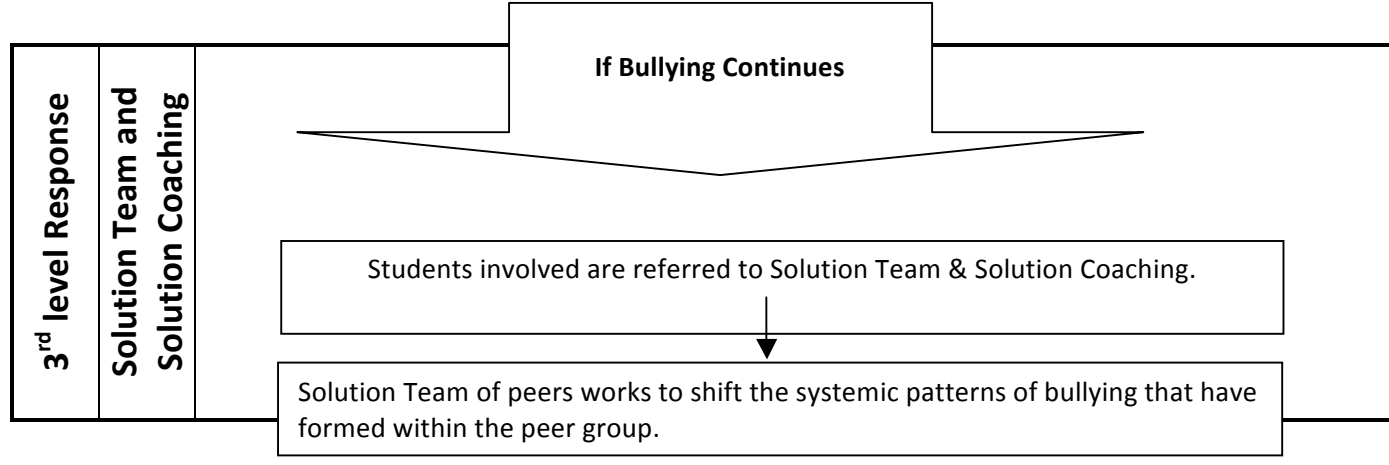 If Bullying Continues
3rd level Response
Solution Team and
Solution Coaching
Students involved are referred to Solution Team & Solution Coaching.
Solution Team of peers works to shift the systemic patterns of bullying that have
formed within the peer group.